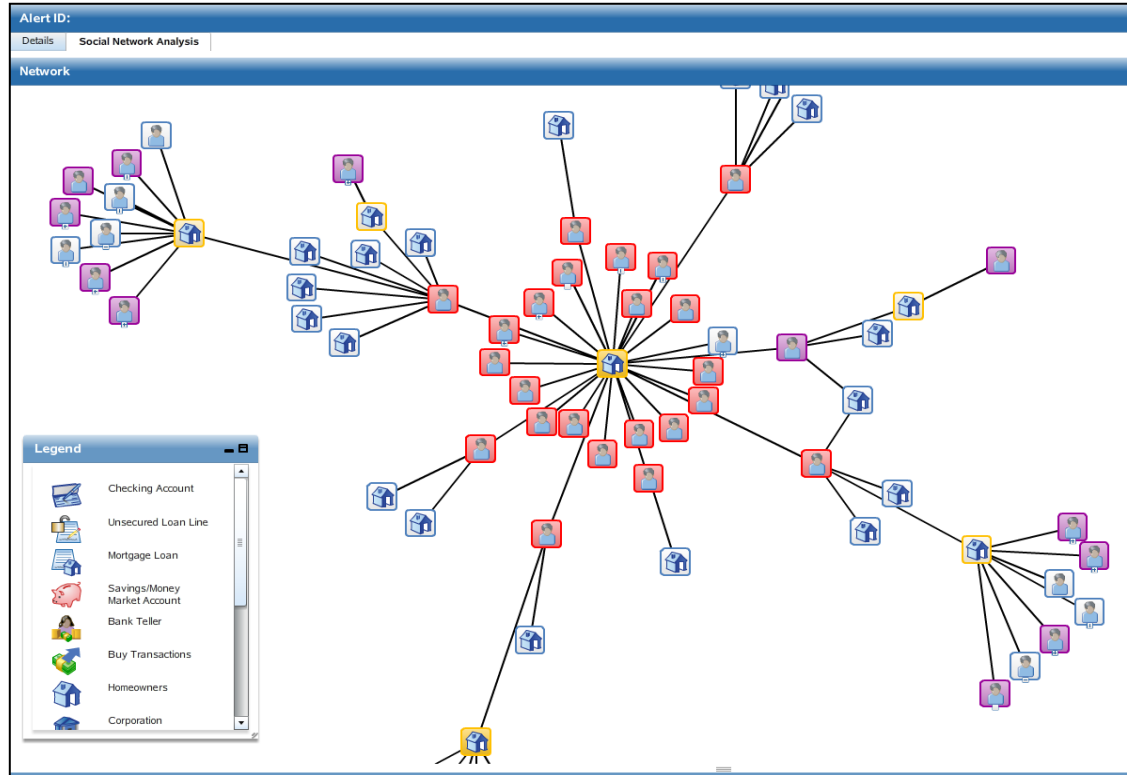 Alert ID:
Details
Social Network Analysis
Network
Legend
Checking Account
Unsecured Loan Line
Mortgage Loan
Savings/Money
Market Account
Bank Teller
Buy Transactions
Homeowners
Corporation